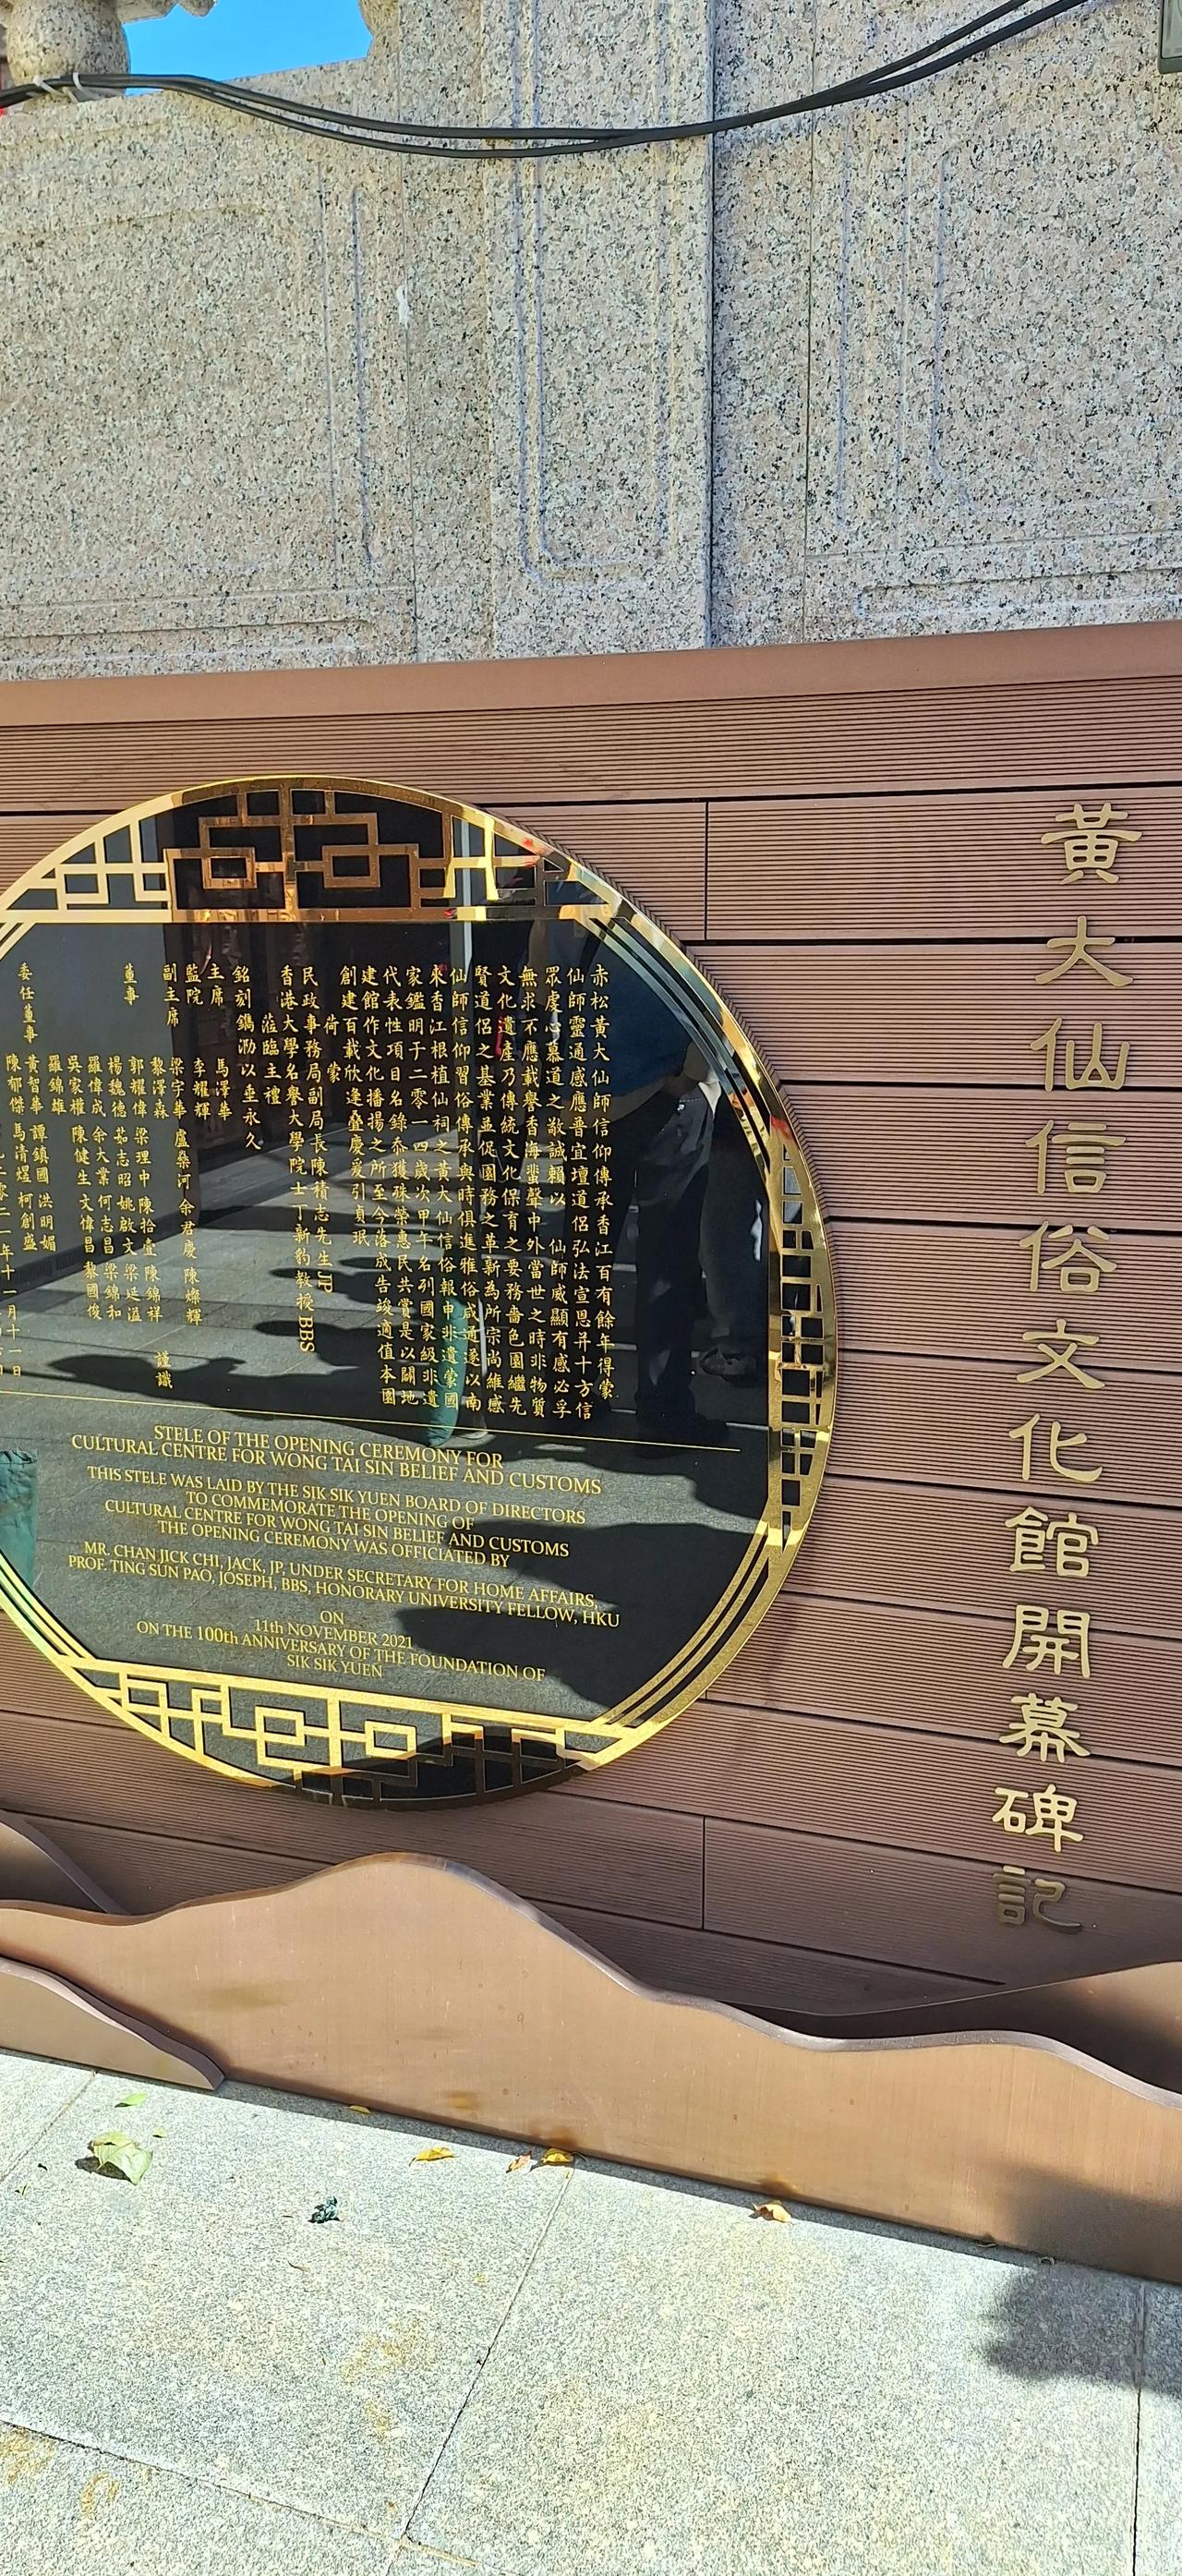 黃大仙信俗文化館開幕碑記
赤松黃大仙師信仰傳承香江百有餘年得蒙
仙師靈通感應普宜壇道侶弘法宣恩并十方信
眾虔心慕道之敬誠賴以 仙師威顯有感必孚
無求不應載譽香海蜚聲中外當世之時非物質
文化遺產乃傳統文化保育之要務嗇色園繼先
賢道侶之基業並促園務之革新為所宗尚維感
仙師信仰習俗傳承與時俱進雅俗咸通遂以南
來香江根植仙祠之黃大仙信俗報申非遺蒙國
家鑑明于二零一四歲次甲午名列國家級非遺
代表性項目名錄忝獲殊榮惠民共賞是以闢地
建館作文化播揚之所至今落成告竣適值本園
創建百載欣逢疊慶爰引貞珉
荷蒙
民政事務局副局長陳積志先生JP
香港大學名譽大學院士丁新豹教授BBS
蒞臨主禮
銘刻鐫泐以垂永久
主席 馬澤華
監院 李耀輝
副主席 梁宇華 盧桑河 余君慶 陳燦輝
黎澤森 謹識
董事 郭耀偉 梁理中 陳拾壹 陳錦祥
楊魏德 茹志昭 姚啟文 梁延溢
羅偉成 余大業 何志昌 梁錦和
吳家權 陳健生 文偉昌 黎國俊
羅錦雄
委任董事 黃智華 譚鎮國 洪明媚
陳郁傑 馬清煜 柯創盛
STELE OF THE OPENING CEREMONY FOR
CULTURAL CENTRE FOR WONG TAI SIN BELIEF AND CUSTOMS
THIS STELE WAS LAID BY THE SIK SIK YUEN BOARD OF DIRECTORS
TO COMMEMORATE THE OPENING OF
CULTURAL CENTRE FOR WONG TAI SIN BELIEF AND CUSTOMS
THE OPENING CEREMONY WAS OFFICIATED BY
MR. CHAN JICK CHI, JACK, JP, UNDER SECRETARY FOR HOME AFFAIRS,
PROF. TING SUN PAO, JOSEPH, BBS, HONORARY UNIVERSITY FELLOW, HKU
ON
11th NOVEMBER 2021
ON THE 100th ANNIVERSARY OF THE FOUNDATION OF
SIK SIK YUEN